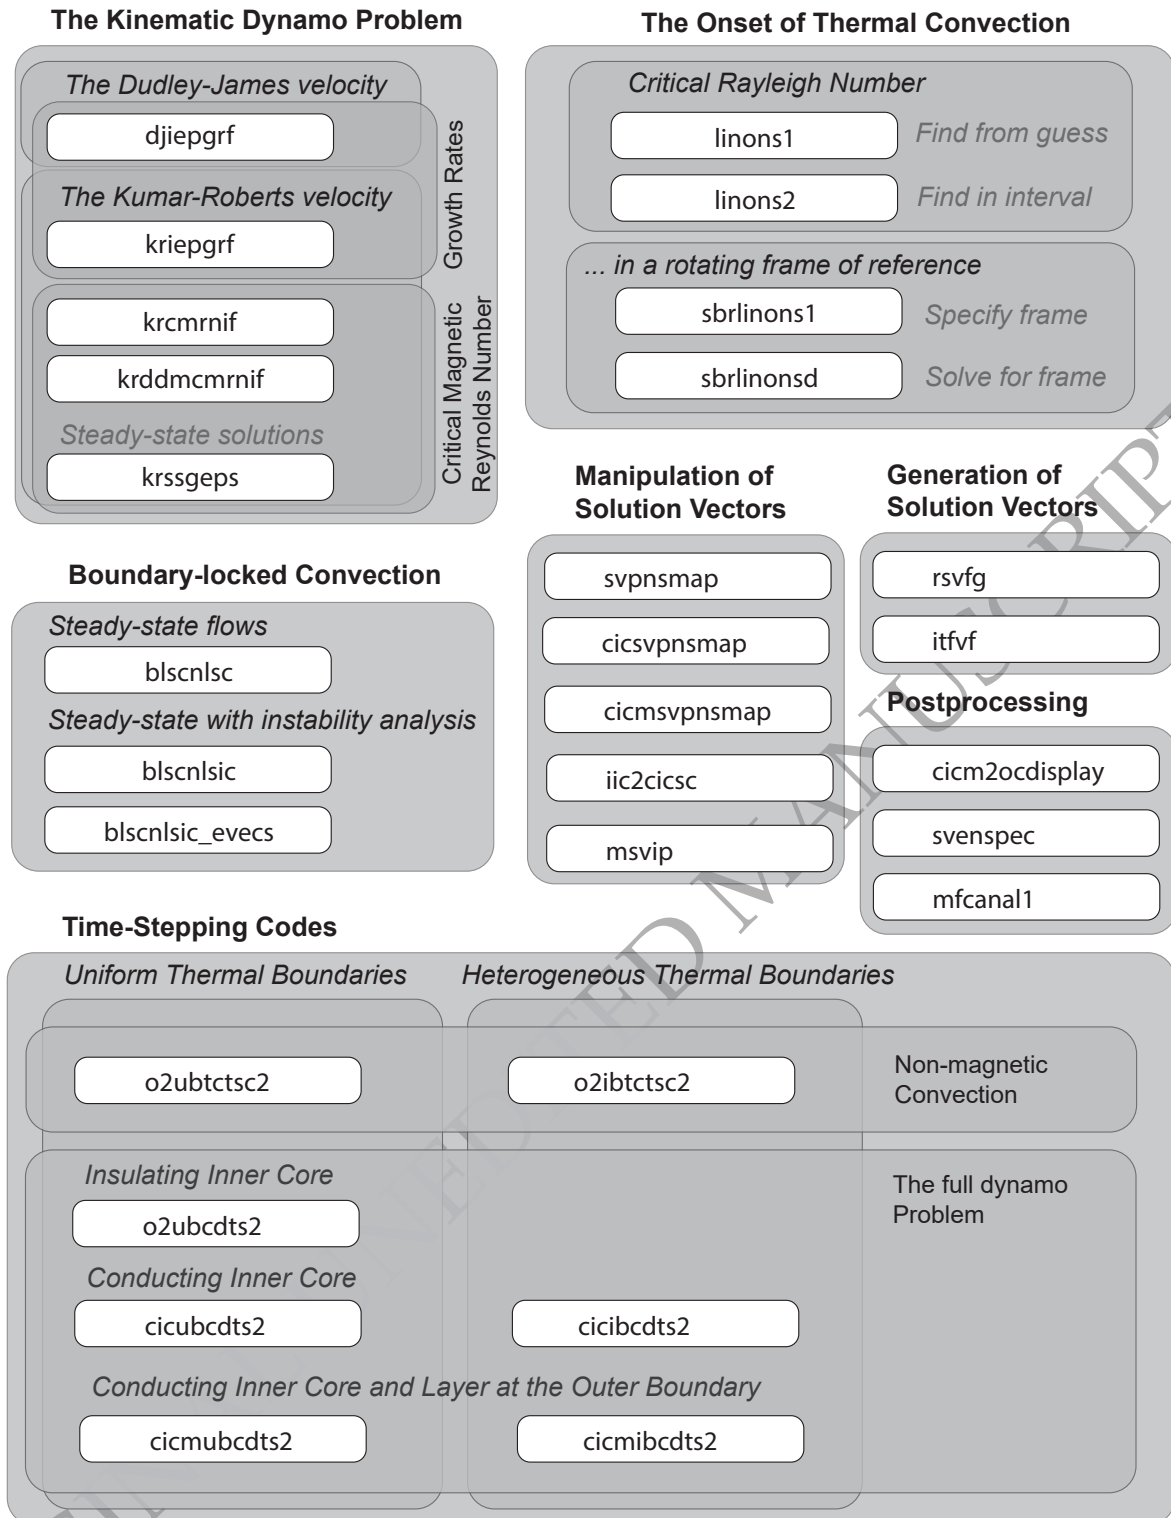 The Kinematic Dynamo Problem
The Dudley-James velocity
djiepgrf
The Kumar-Roberts velocity
kriepgrf
Growth Rates
krcmrnif
krddmcmrnif
Steady-state solutions
krssgeps
Critical Magnetic
Reynolds Number
The Onset of Thermal Convection
Critical Rayleigh Number
linons1
Find from guess
linons2
Find in interval
... in a rotating frame of reference
sbrlinons1
Specify frame
sbrlinonsd
Solve for frame
Boundary-locked Convection
Steady-state flows
blscnlsc
Steady-state with instability analysis
blscnlsic
blscnlsic_evecs
Manipulation of
Solution Vectors
svpnsmap
cicsvpnsmap
cicmsvpnsmap
iic2cicsc
msvip
Generation of
Solution Vectors
rsvfg
itfvf
Postprocessing
cicm2ocdisplay
svenspec
mfcanal1
Time-Stepping Codes
Uniform Thermal Boundaries
Heterogeneous Thermal Boundaries
o2ubtctsc2
o2ibtctsc2
Non-magnetic
Convection
Insulating Inner Core
The full dynamo
Problem
o2ubcdts2
Conducting Inner Core
cicubcdts2
cicibcdts2
Conducting Inner Core and Layer at the Outer Boundary
cicmubcdts2
cicmibcdts2